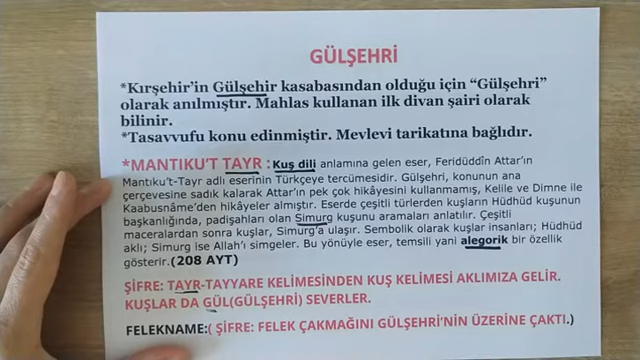 GÜLŞEHRİ
*Kırşehir'in Gülşehir kasabasından olduğu için “Gülşehri”
olarak anılmıştır. Mahlas kullanan ilk divan şairi olarak
bilinir.
*Tasavvufu konu edinmiştir. Mevlevi tarikatına bağlıdır.
*MANTIKU'T TAYR : Kuş dili anlamına gelen eser, Feridüddîn Attar'ın
Mantıku't-Tayr adlı eserinin Türkçeye tercümesidir. Gülşehri, konunun ana
çerçevesine sadık kalarak Attar'ın pek çok hikâyesini kullanmamış, Kelile ve Dimne ile
Kaabusnâme'den hikâyeler almıştır. Eserde çeşitli türlerden kuşların Hüdhüd kuşunun
başkanlığında, padişahları olan Simurg kuşunu aramaları anlatılır. Çeşitli
maceralardan sonra kuşlar, Simurg'a ulaşır. Sembolik olarak kuşlar insanları; Hüdhüd
aklı; Simurg ise Allah'ı simgeler. Bu yönüyle eser, temsili yani alegorik bir özellik
gösterir.(208 AYT)
ŞİFRE: TAYR-TAYYARE KELİMESİNDEN KUŞ KELİMESİ AKLIMIZA GELİR.
KUŞLAR DA GÜL(GÜLŞEHRİ) SEVERLER.
FELEKNAME:( ŞİFRE: FELEK ÇAKMAĞINI GÜLŞEHRİ'NİN ÜZERİNE ÇAKTI.)